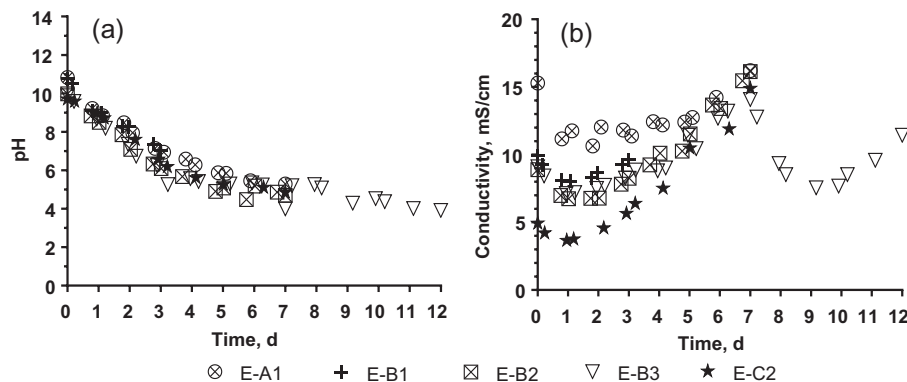 (a)
pH
14
12
10
8
6
4
2
0
0 1 2 3 4 5 6 7 8 9 10 11 12
Time, d
(b)
Conductivity, mS/cm
20
15
10
5
0
0 1 2 3 4 5 6 7 8 9 10 11 12
Time, d
E-A1 E-B1 E-B2 E-B3 E-C2